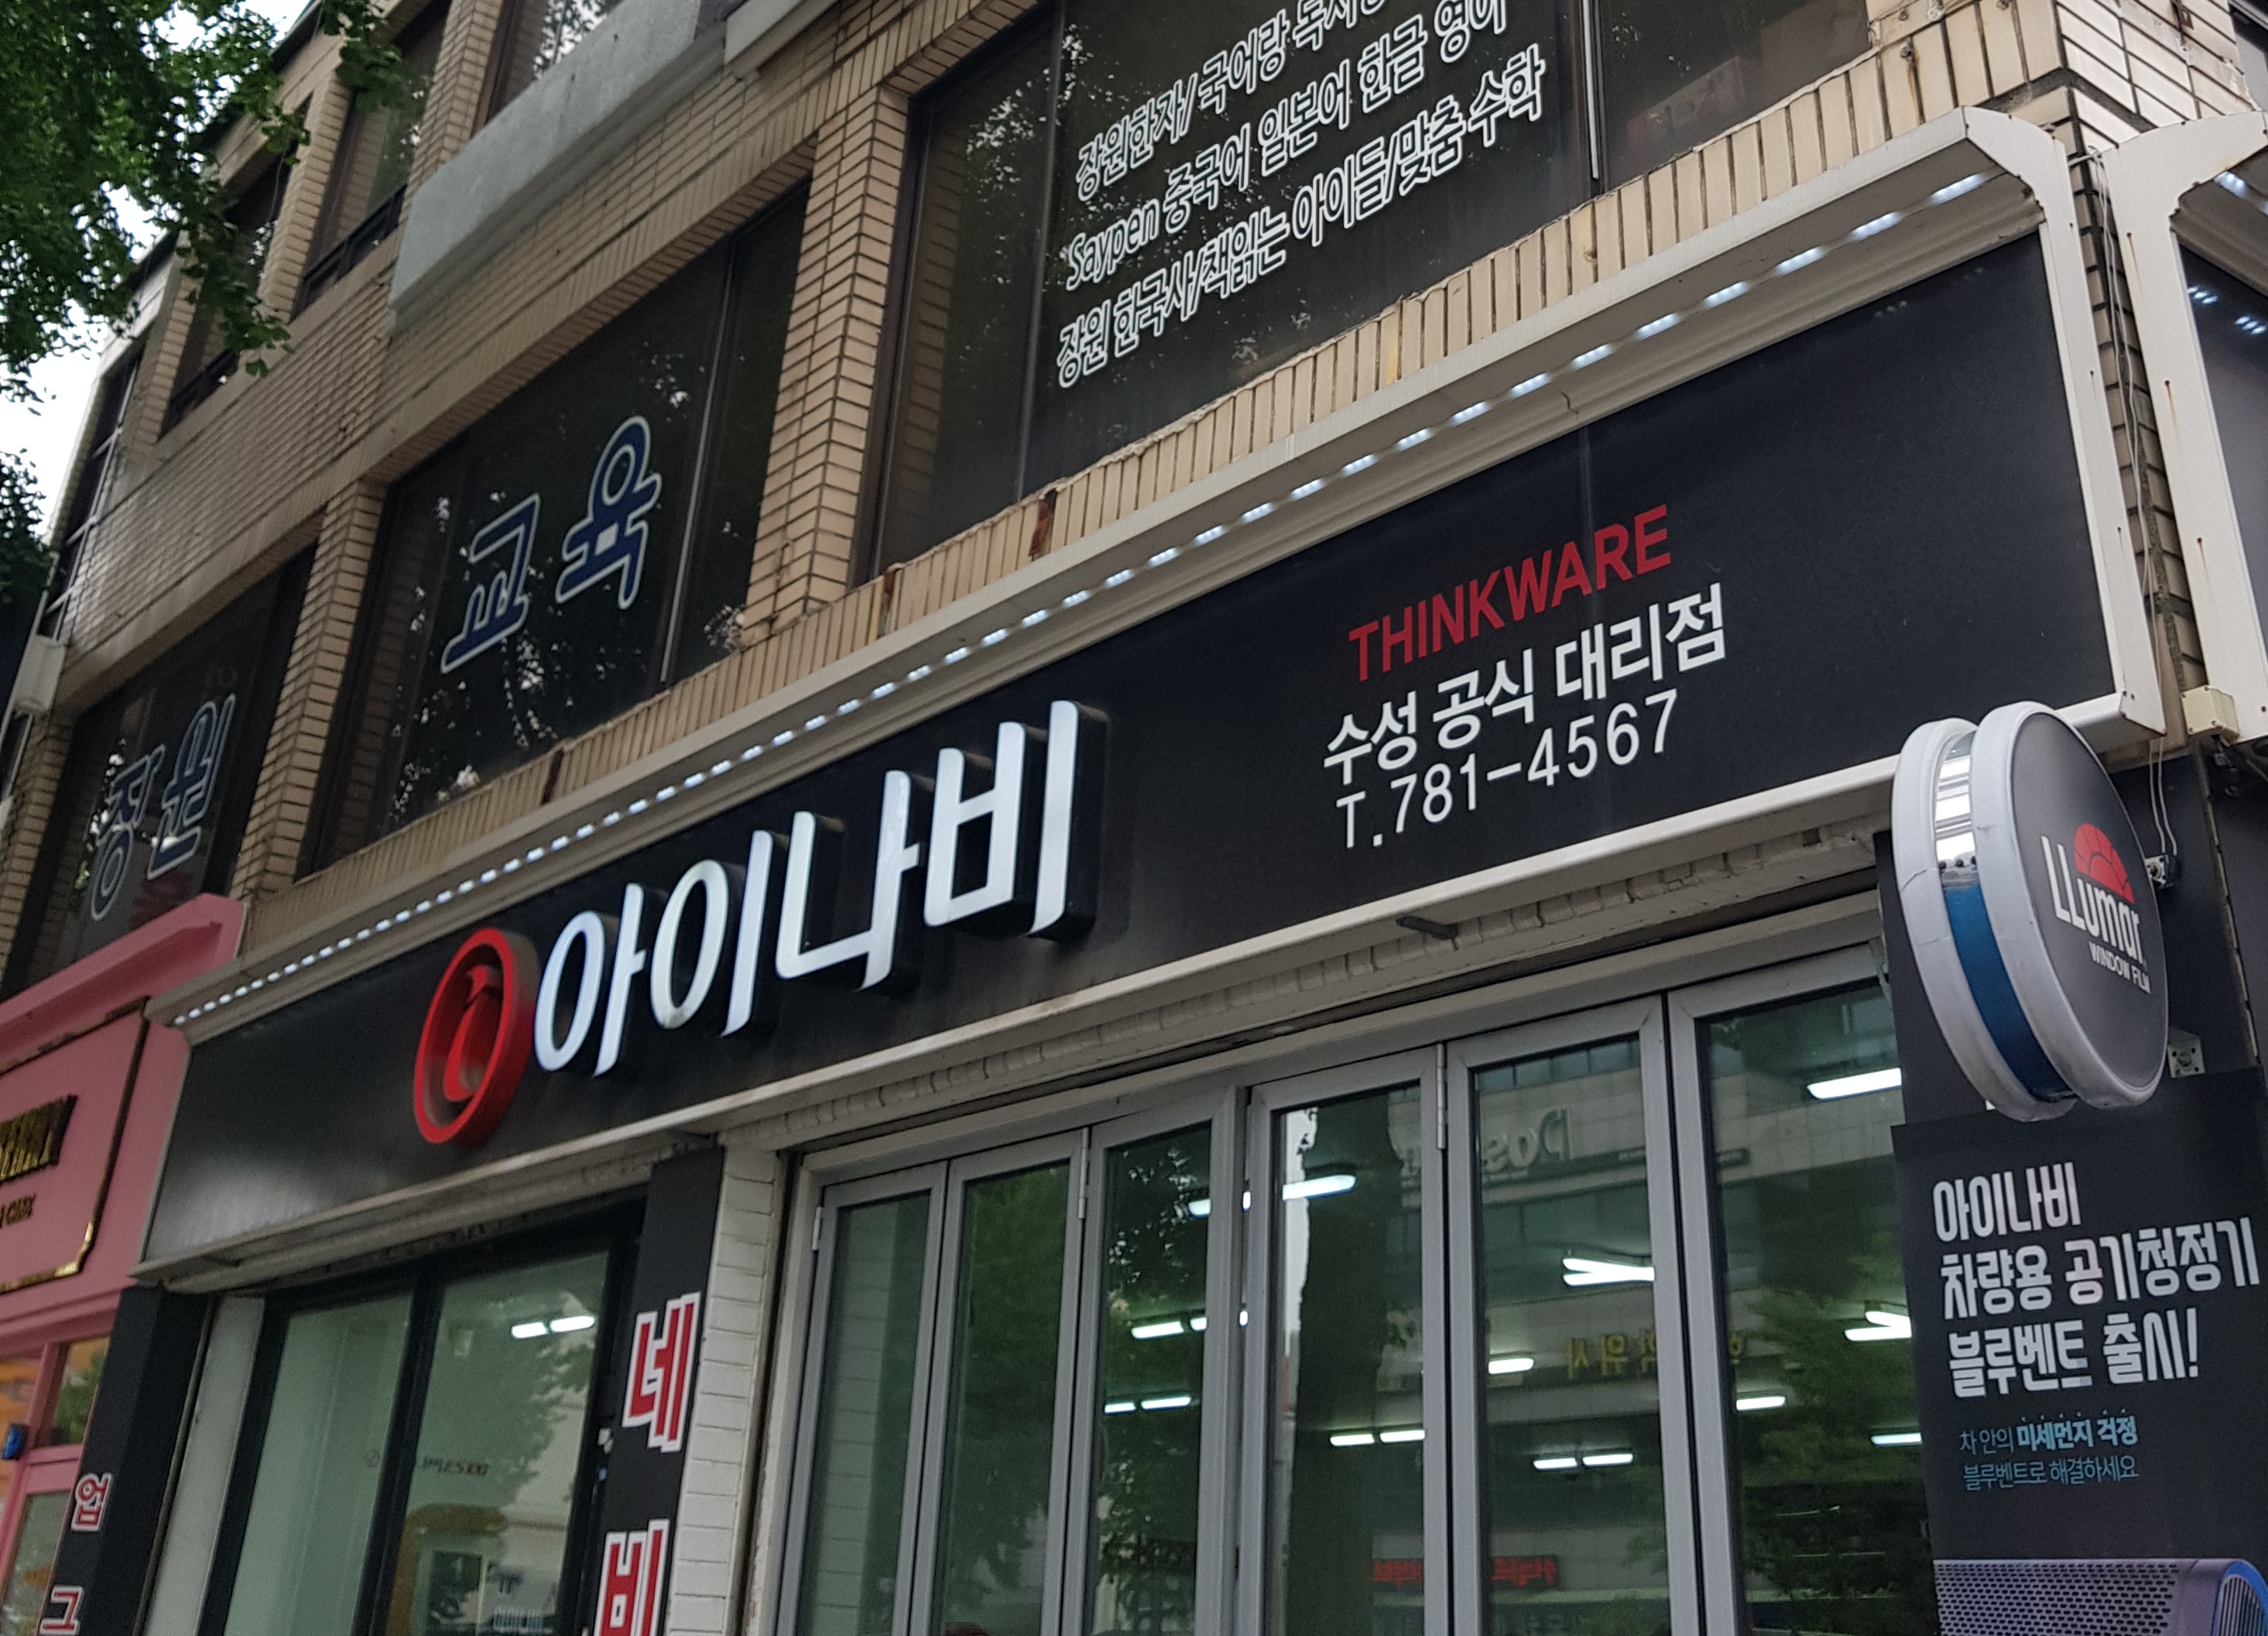 장원한자/ 국어랑
Saypen 중국어 일본어 한글 영어
장원 한국사/책읽는 아이들/맞춤 수학
장원 교육
아이나비
THINKWARE
수성 공식 대리점
T.781-4567
LLumar
WINDOW FILM
아이나비
차량용 공기청정기
블루벤트 출시!
차 안의 미세먼지 걱정
블루벤트로 해결하세요
네
비
업
그